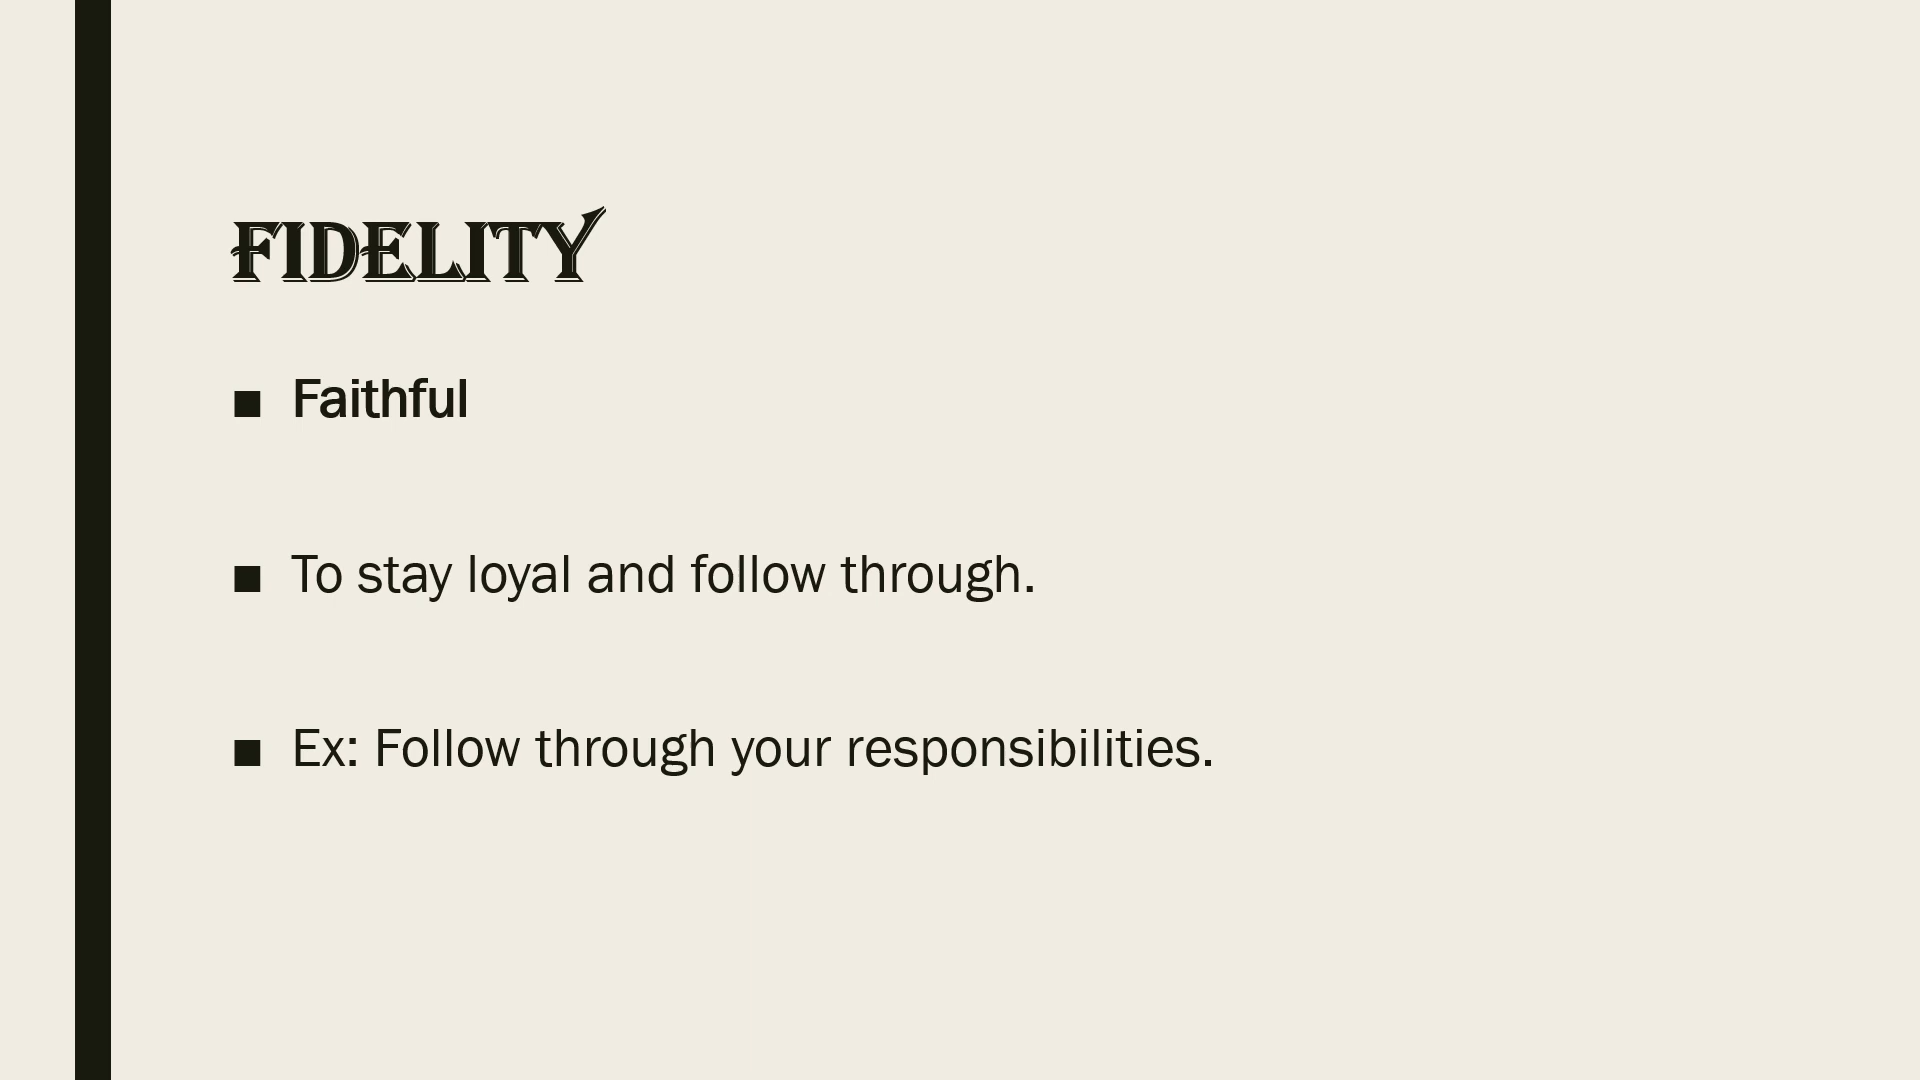 FIDELITY
■ Faithful
■ To stay loyal and follow through.
■ Ex: Follow through your responsibilities.